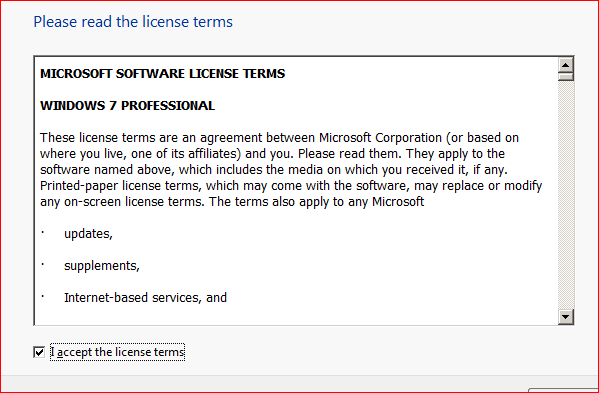 Please read the license terms
MICROSOFT SOFTWARE LICENSE TERMS
WINDOWS 7 PROFESSIONAL
These license terms are an agreement between Microsoft Corporation (or based on
where you live, one of its affiliates) and you. Please read them. They apply to the
software named above, which includes the media on which you received it, if any.
Printed-paper license terms, which may come with the software, may replace or modify
any on-screen license terms. The terms also apply to any Microsoft
· updates,
· supplements,
· Internet-based services, and
I accept the license terms